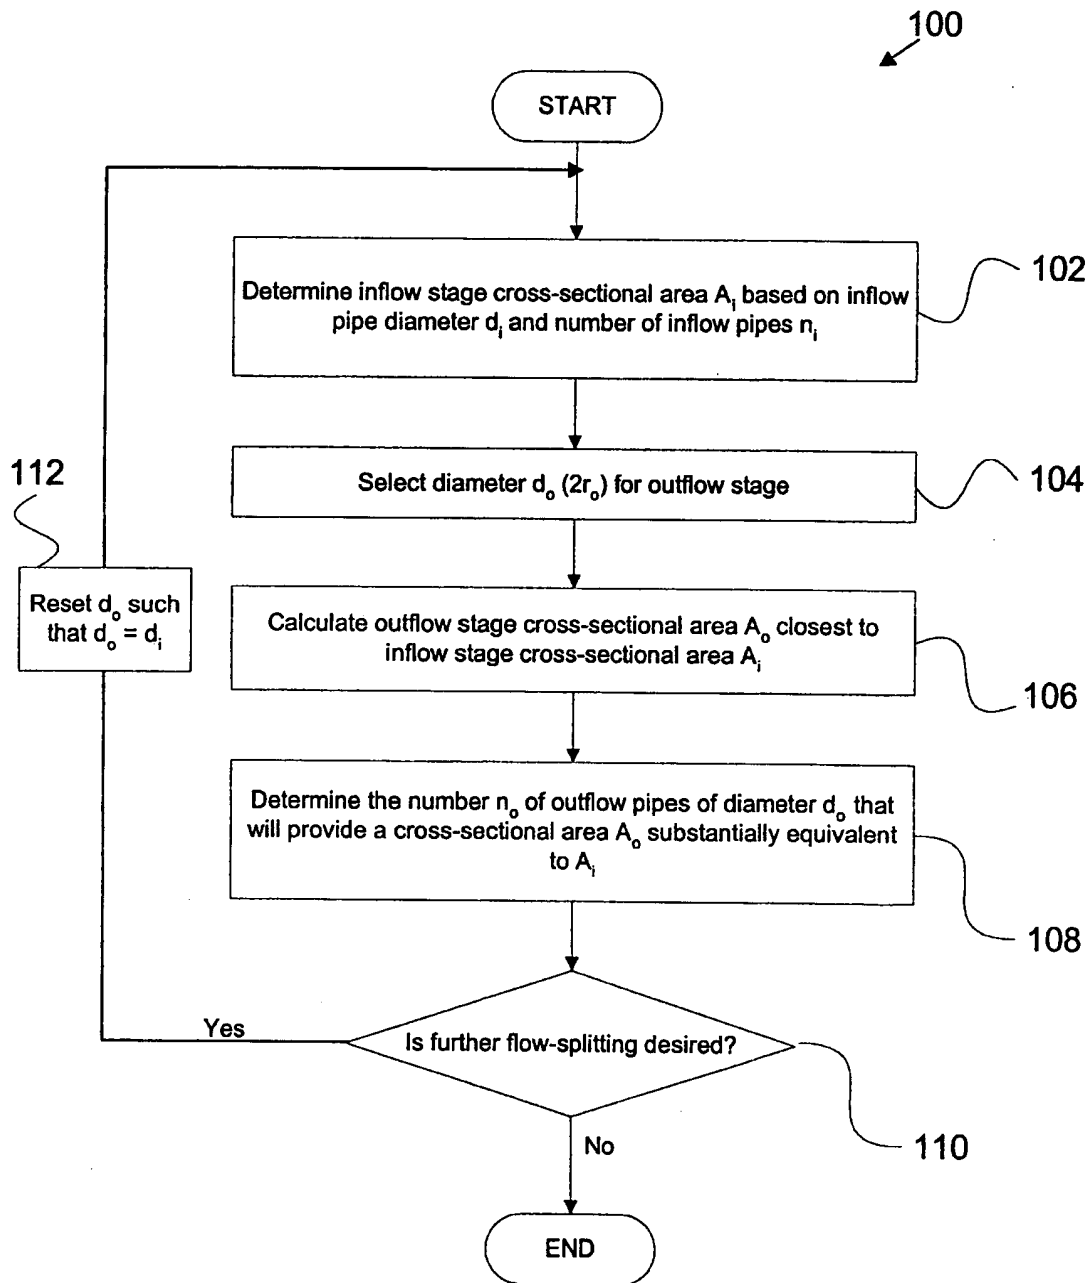 100
START
102
Determine inflow stage cross-sectional area Aᵢ based on inflow
pipe diameter dᵢ and number of inflow pipes nᵢ
104
Select diameter dₒ (2rₒ) for outflow stage
112
Reset dₒ such
that dₒ = dᵢ
Calculate outflow stage cross-sectional area Aₒ closest to
inflow stage cross-sectional area Aᵢ
106
Determine the number nₒ of outflow pipes of diameter dₒ that
will provide a cross-sectional area Aₒ substantially equivalent
to Aᵢ
108
Yes
Is further flow-splitting desired?
110
No
END